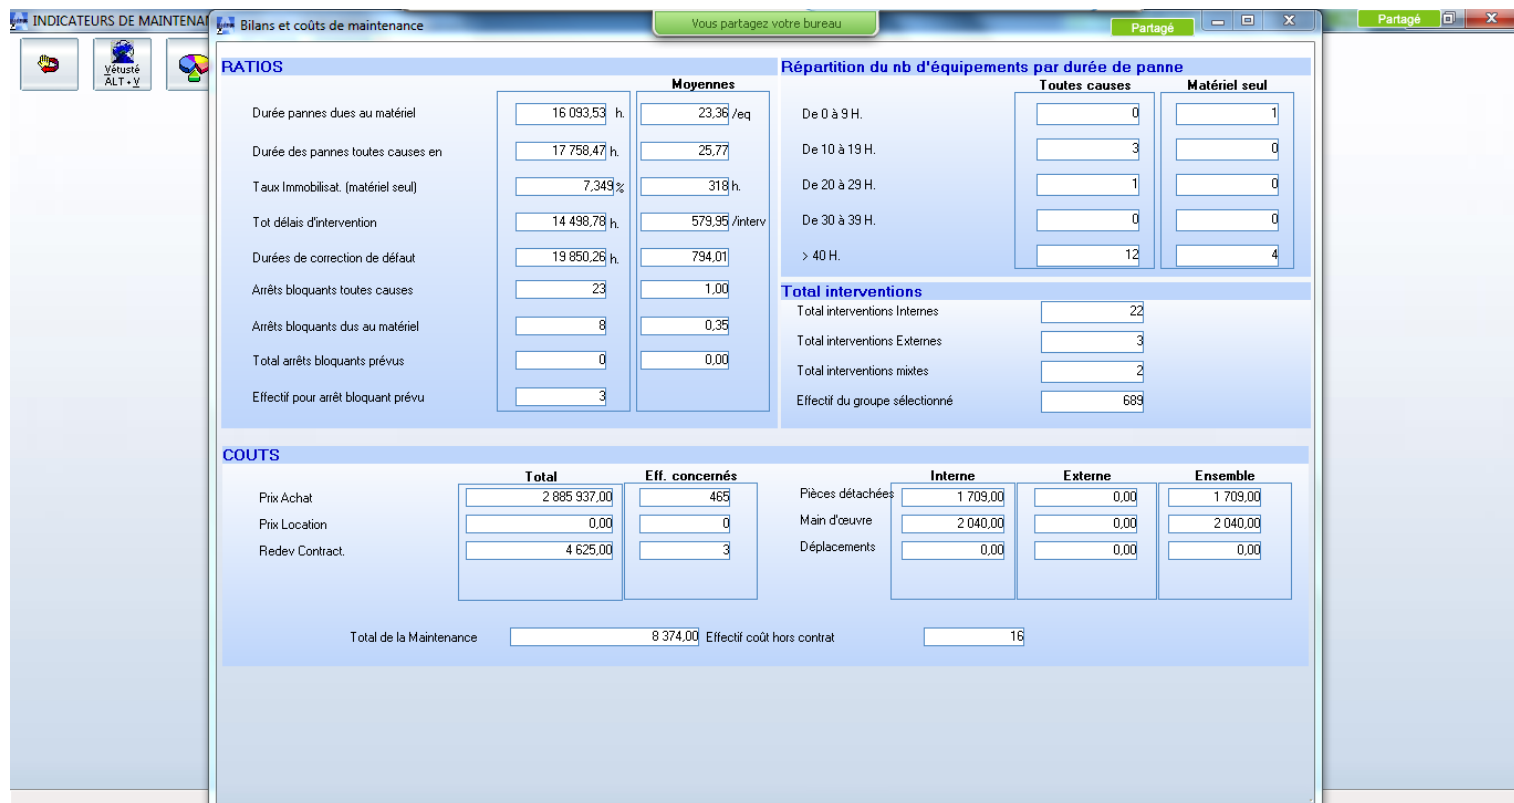 INDICATEURS DE MAINTENA
Bilans et coûts de maintenance
Vous partagez votre bureau
Partagé
Partagé
Vétusté
ALT + V
RATIOS
Moyennes
Durée pannes dues au matériel 16 093,53 h. 23,36 /eq
Durée des pannes toutes causes en 17 758,47 h. 25,77
Taux Immobilisat. (matériel seul) 7,349 % 318 h.
Tot délais d'intervention 14 498,78 h. 579,95 /interv
Durées de correction de défaut 19 850,26 h. 794,01
Arrêts bloquants toutes causes 23 1,00
Arrêts bloquants dus au matériel 8 0,35
Total arrêts bloquants prévus 0 0,00
Effectif pour arrêt bloquant prévu 3
Répartition du nb d'équipements par durée de panne
Toutes causes Matériel seul
De 0 à 9 H. 0 1
De 10 à 19 H. 3 0
De 20 à 29 H. 1 0
De 30 à 39 H. 0 0
> 40 H. 12 4
Total interventions
Total interventions Internes 22
Total interventions Externes 3
Total interventions mixtes 2
Effectif du groupe sélectionné 689
COUTS
Total Eff. concernés
Prix Achat 2 885 937,00 465
Prix Location 0,00 0
Redev Contract. 4 625,00 3
Interne Externe Ensemble
Pièces détachées 1 709,00 0,00 1 709,00
Main d'œuvre 2 040,00 0,00 2 040,00
Déplacements 0,00 0,00 0,00
Total de la Maintenance 8 374,00 Effectif coût hors contrat 16